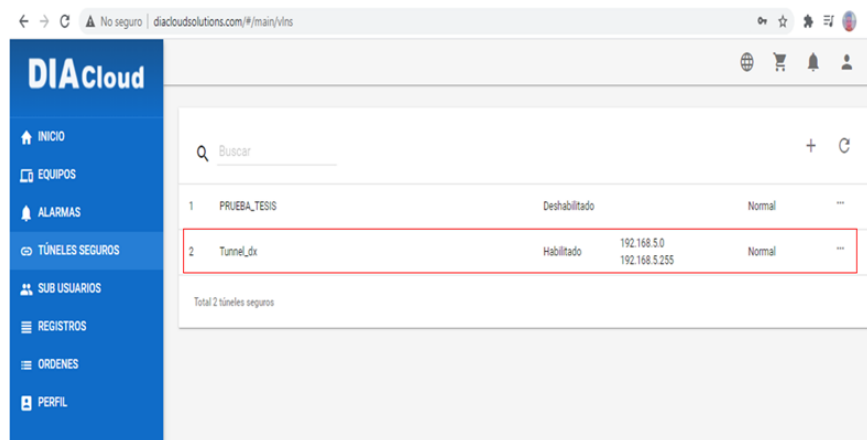 No seguro | diacloudsolutions.com/#/main/vlns
DIACloud
INICIO
EQUIPOS
ALARMAS
TÚNELES SEGUROS
SUB USUARIOS
REGISTROS
ORDENES
PERFIL
Buscar
1 PRUEBA_TESIS Deshabilitado Normal ...
2 Tunnel_dx Habilitado 192.168.5.0 Normal ...
192.168.5.255
Total 2 túneles seguros